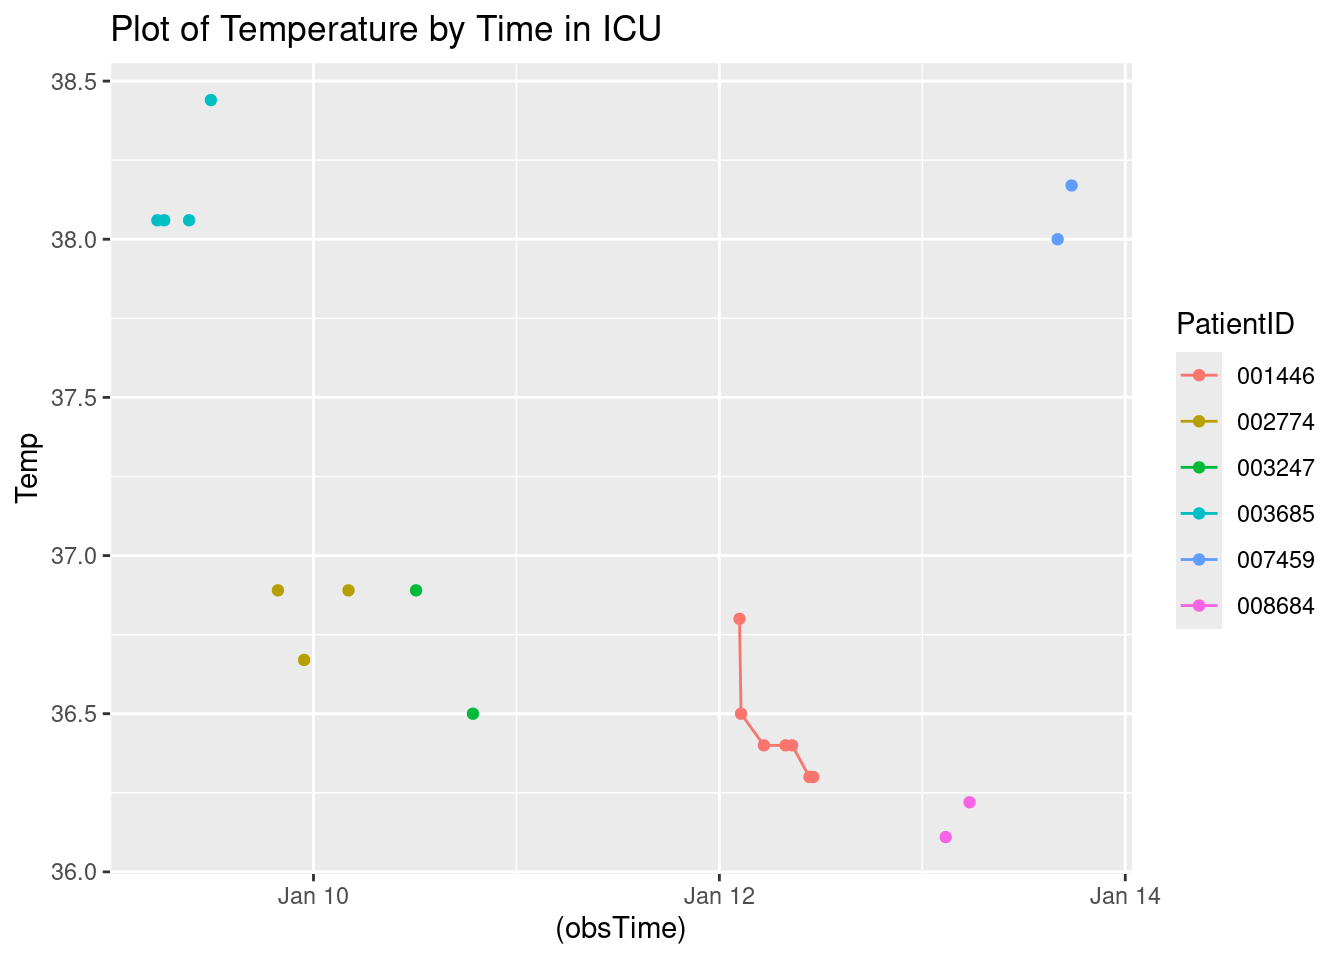 Plot of Temperature by Time in ICU
38.5
38.0
37.5
37.0
36.5
36.0
Temp
Jan 10
Jan 12
Jan 14
(obsTime)
PatientID
001446
002774
003247
003685
007459
008684